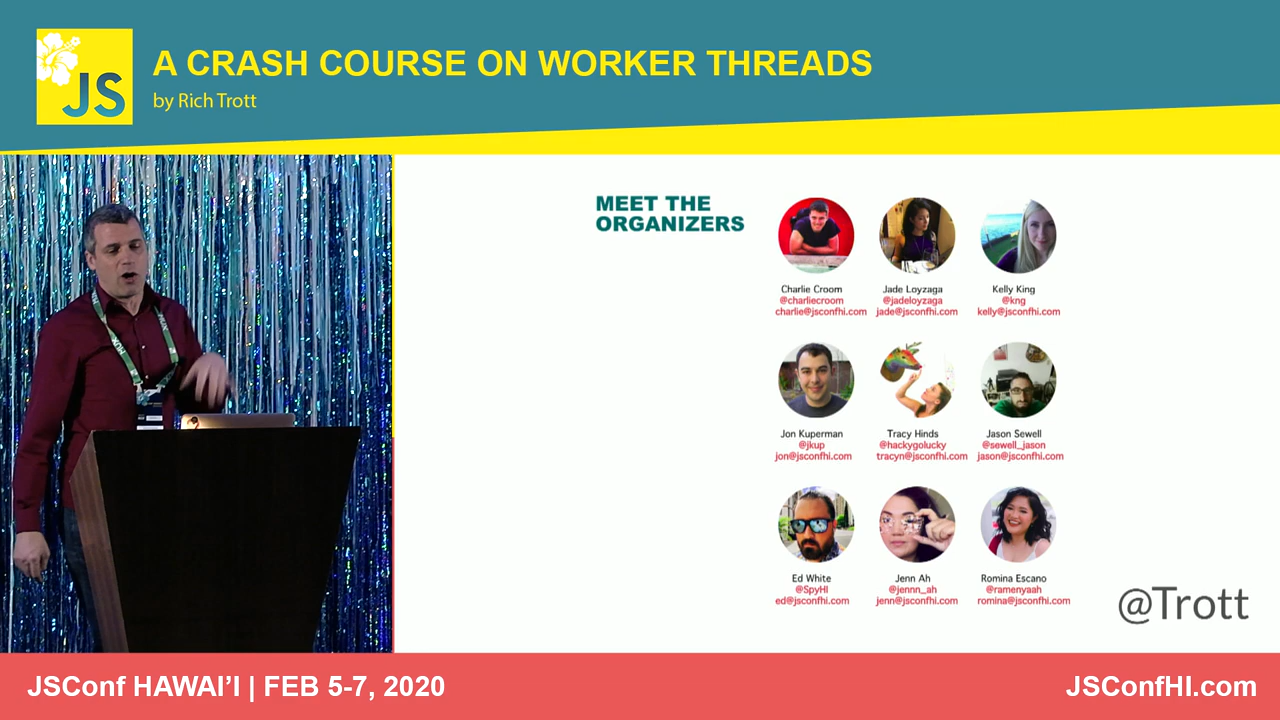 JS
A CRASH COURSE ON WORKER THREADS
by Rich Trott
MUX
MEET THE
ORGANIZERS
Charlie Croom
@charliecroom
charlie@jsconfhi.com
Jade Loyzaga
@jadeloyzaga
jade@jsconfhi.com
Kelly King
@kng
kelly@jsconfhi.com
Jon Kuperman
@jkup
jon@jsconfhi.com
Tracy Hinds
@hackygolucky
tracyn@jsconfhi.com
Jason Sewell
@sewell_jason
jason@jsconfhi.com
Ed White
@SpyHI
ed@jsconfhi.com
Jenn Ah
@jennn_ah
jenn@jsconfhi.com
Romina Escano
@ramenyaah
romina@jsconfhi.com
@Trott
JSConf HAWAI’I | FEB 5-7, 2020
JSConfHI.com